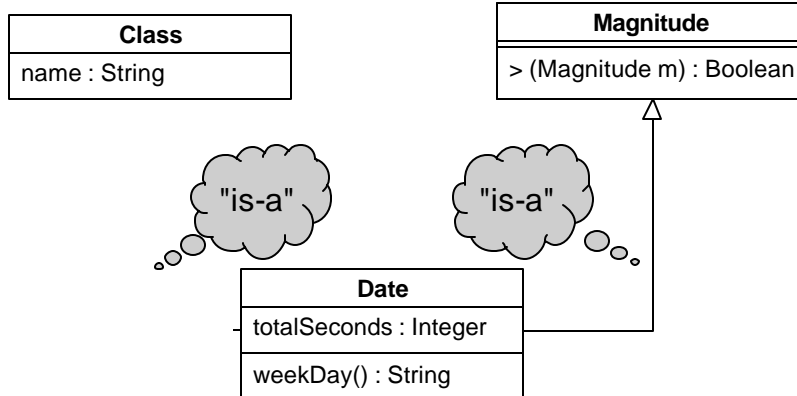 Class
name : String
Magnitude
> (Magnitude m) : Boolean
"is-a"
"is-a"
Date
totalSeconds : Integer
weekDay() : String